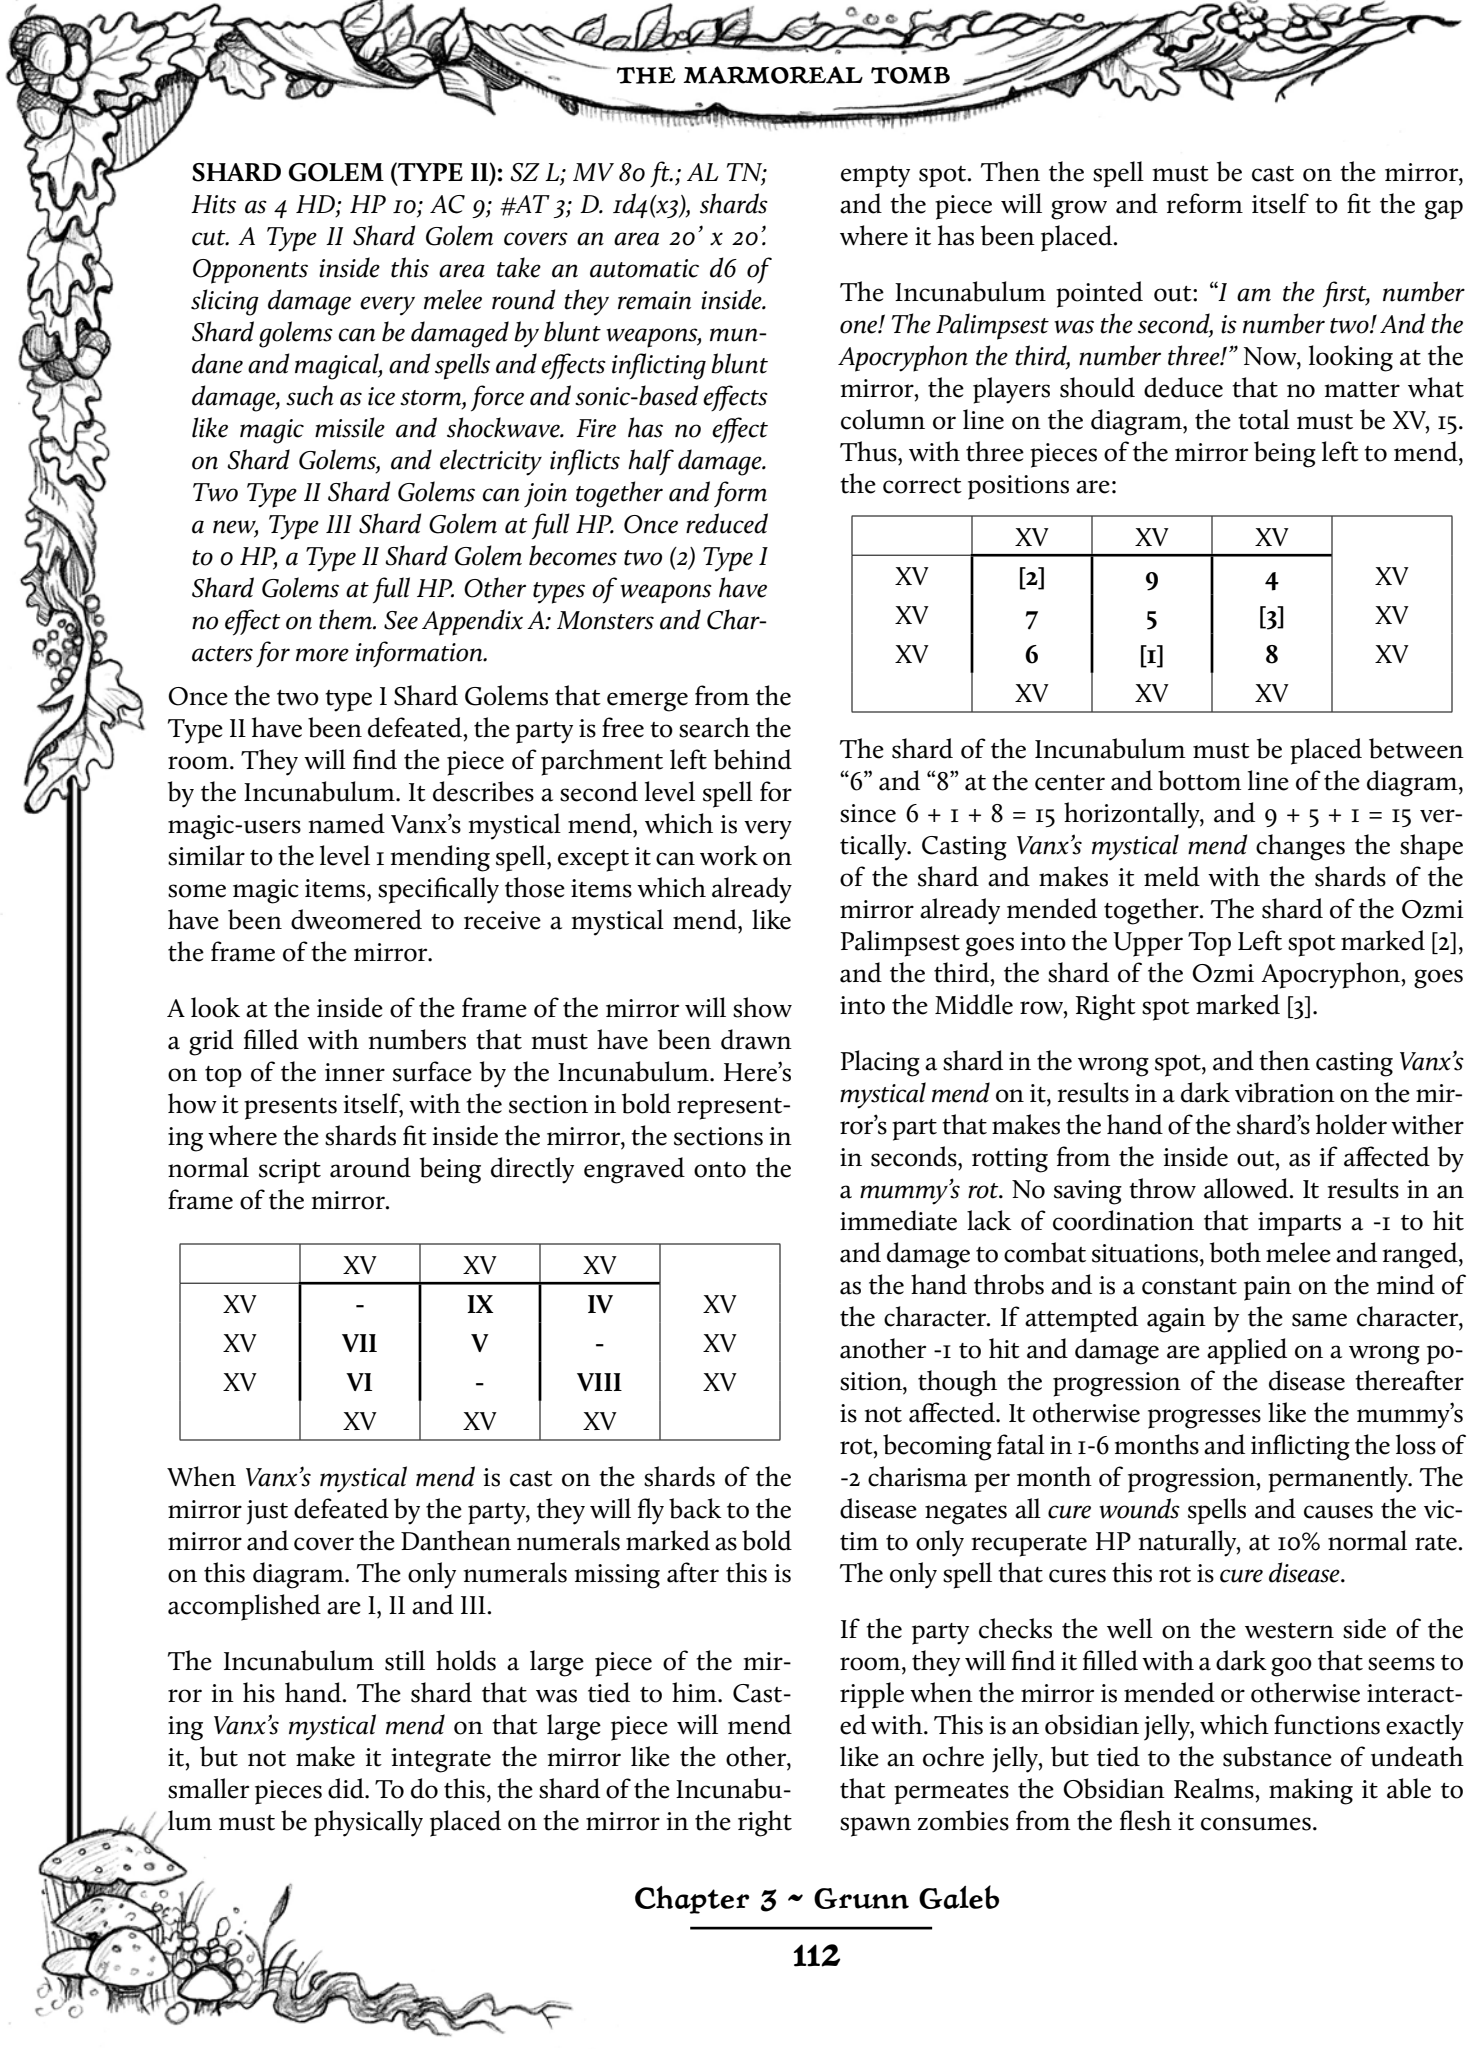 THE MARMOREAL TOMB
SHARD GOLEM (TYPE II): SZ L; MV 80 ft.; AL TN;
Hits as 4 HD; HP 10; AC 9; #AT 3; D. 1d4(x3), shards
cut. A Type II Shard Golem covers an area 20’ x 20’.
Opponents inside this area take an automatic d6 of
slicing damage every melee round they remain inside.
Shard golems can be damaged by blunt weapons, mun-
dane and magical, and spells and effects inflicting blunt
damage, such as ice storm, force and sonic-based effects
like magic missile and shockwave. Fire has no effect
on Shard Golems, and electricity inflicts half damage.
Two Type II Shard Golems can join together and form
a new, Type III Shard Golem at full HP. Once reduced
to 0 HP, a Type II Shard Golem becomes two (2) Type I
Shard Golems at full HP. Other types of weapons have
no effect on them. See Appendix A: Monsters and Char-
acters for more information.
Once the two type I Shard Golems that emerge from the
Type II have been defeated, the party is free to search the
room. They will find the piece of parchment left behind
by the Incunabulum. It describes a second level spell for
magic-users named Vanx’s mystical mend, which is very
similar to the level 1 mending spell, except it can work on
some magic items, specifically those items which already
have been dweomered to receive a mystical mend, like
the frame of the mirror.
A look at the inside of the frame of the mirror will show
a grid filled with numbers that must have been drawn
on top of the inner surface by the Incunabulum. Here’s
how it presents itself, with the section in bold represent-
ing where the shards fit inside the mirror, the sections in
normal script around being directly engraved onto the
frame of the mirror.
XV XV XV
XV - IX IV XV
XV VII V - XV
XV VI - VIII XV
XV XV XV
When Vanx’s mystical mend is cast on the shards of the
mirror just defeated by the party, they will fly back to the
mirror and cover the Danthean numerals marked as bold
on this diagram. The only numerals missing after this is
accomplished are I, II and III.
The Incunabulum still holds a large piece of the mir-
ror in his hand. The shard that was tied to him. Cast-
ing Vanx’s mystical mend on that large piece will mend
it, but not make it integrate the mirror like the other,
smaller pieces did. To do this, the shard of the Incunabu-
lum must be physically placed on the mirror in the right
empty spot. Then the spell must be cast on the mirror,
and the piece will grow and reform itself to fit the gap
where it has been placed.
The Incunabulum pointed out: “I am the first, number
one! The Palimpsest was the second, is number two! And the
Apocryphon the third, number three!” Now, looking at the
mirror, the players should deduce that no matter what
column or line on the diagram, the total must be XV, 15.
Thus, with three pieces of the mirror being left to mend,
the correct positions are:
XV XV XV
XV [2] 9 4 XV
XV 7 5 [3] XV
XV 6 [1] 8 XV
XV XV XV
The shard of the Incunabulum must be placed between
“6” and “8” at the center and bottom line of the diagram,
since 6 + 1 + 8 = 15 horizontally, and 9 + 5 + 1 = 15 ver-
tically. Casting Vanx’s mystical mend changes the shape
of the shard and makes it meld with the shards of the
mirror already mended together. The shard of the Ozmi
Palimpsest goes into the Upper Top Left spot marked [2],
and the third, the shard of the Ozmi Apocryphon, goes
into the Middle row, Right spot marked [3].
Placing a shard in the wrong spot, and then casting Vanx’s
mystical mend on it, results in a dark vibration on the mir-
ror’s part that makes the hand of the shard’s holder wither
in seconds, rotting from the inside out, as if affected by
a mummy’s rot. No saving throw allowed. It results in an
immediate lack of coordination that imparts a -1 to hit
and damage to combat situations, both melee and ranged,
as the hand throbs and is a constant pain on the mind of
the character. If attempted again by the same character,
another -1 to hit and damage are applied on a wrong po-
sition, though the progression of the disease thereafter
is not affected. It otherwise progresses like the mummy’s
rot, becoming fatal in 1-6 months and inflicting the loss of
-2 charisma per month of progression, permanently. The
disease negates all cure wounds spells and causes the vic-
tim to only recuperate HP naturally, at 10% normal rate.
The only spell that cures this rot is cure disease.
If the party checks the well on the western side of the
room, they will find it filled with a dark goo that seems to
ripple when the mirror is mended or otherwise interact-
ed with. This is an obsidian jelly, which functions exactly
like an ochre jelly, but tied to the substance of undeath
that permeates the Obsidian Realms, making it able to
spawn zombies from the flesh it consumes.
Chapter 3 ~ Grunn Galeb
112